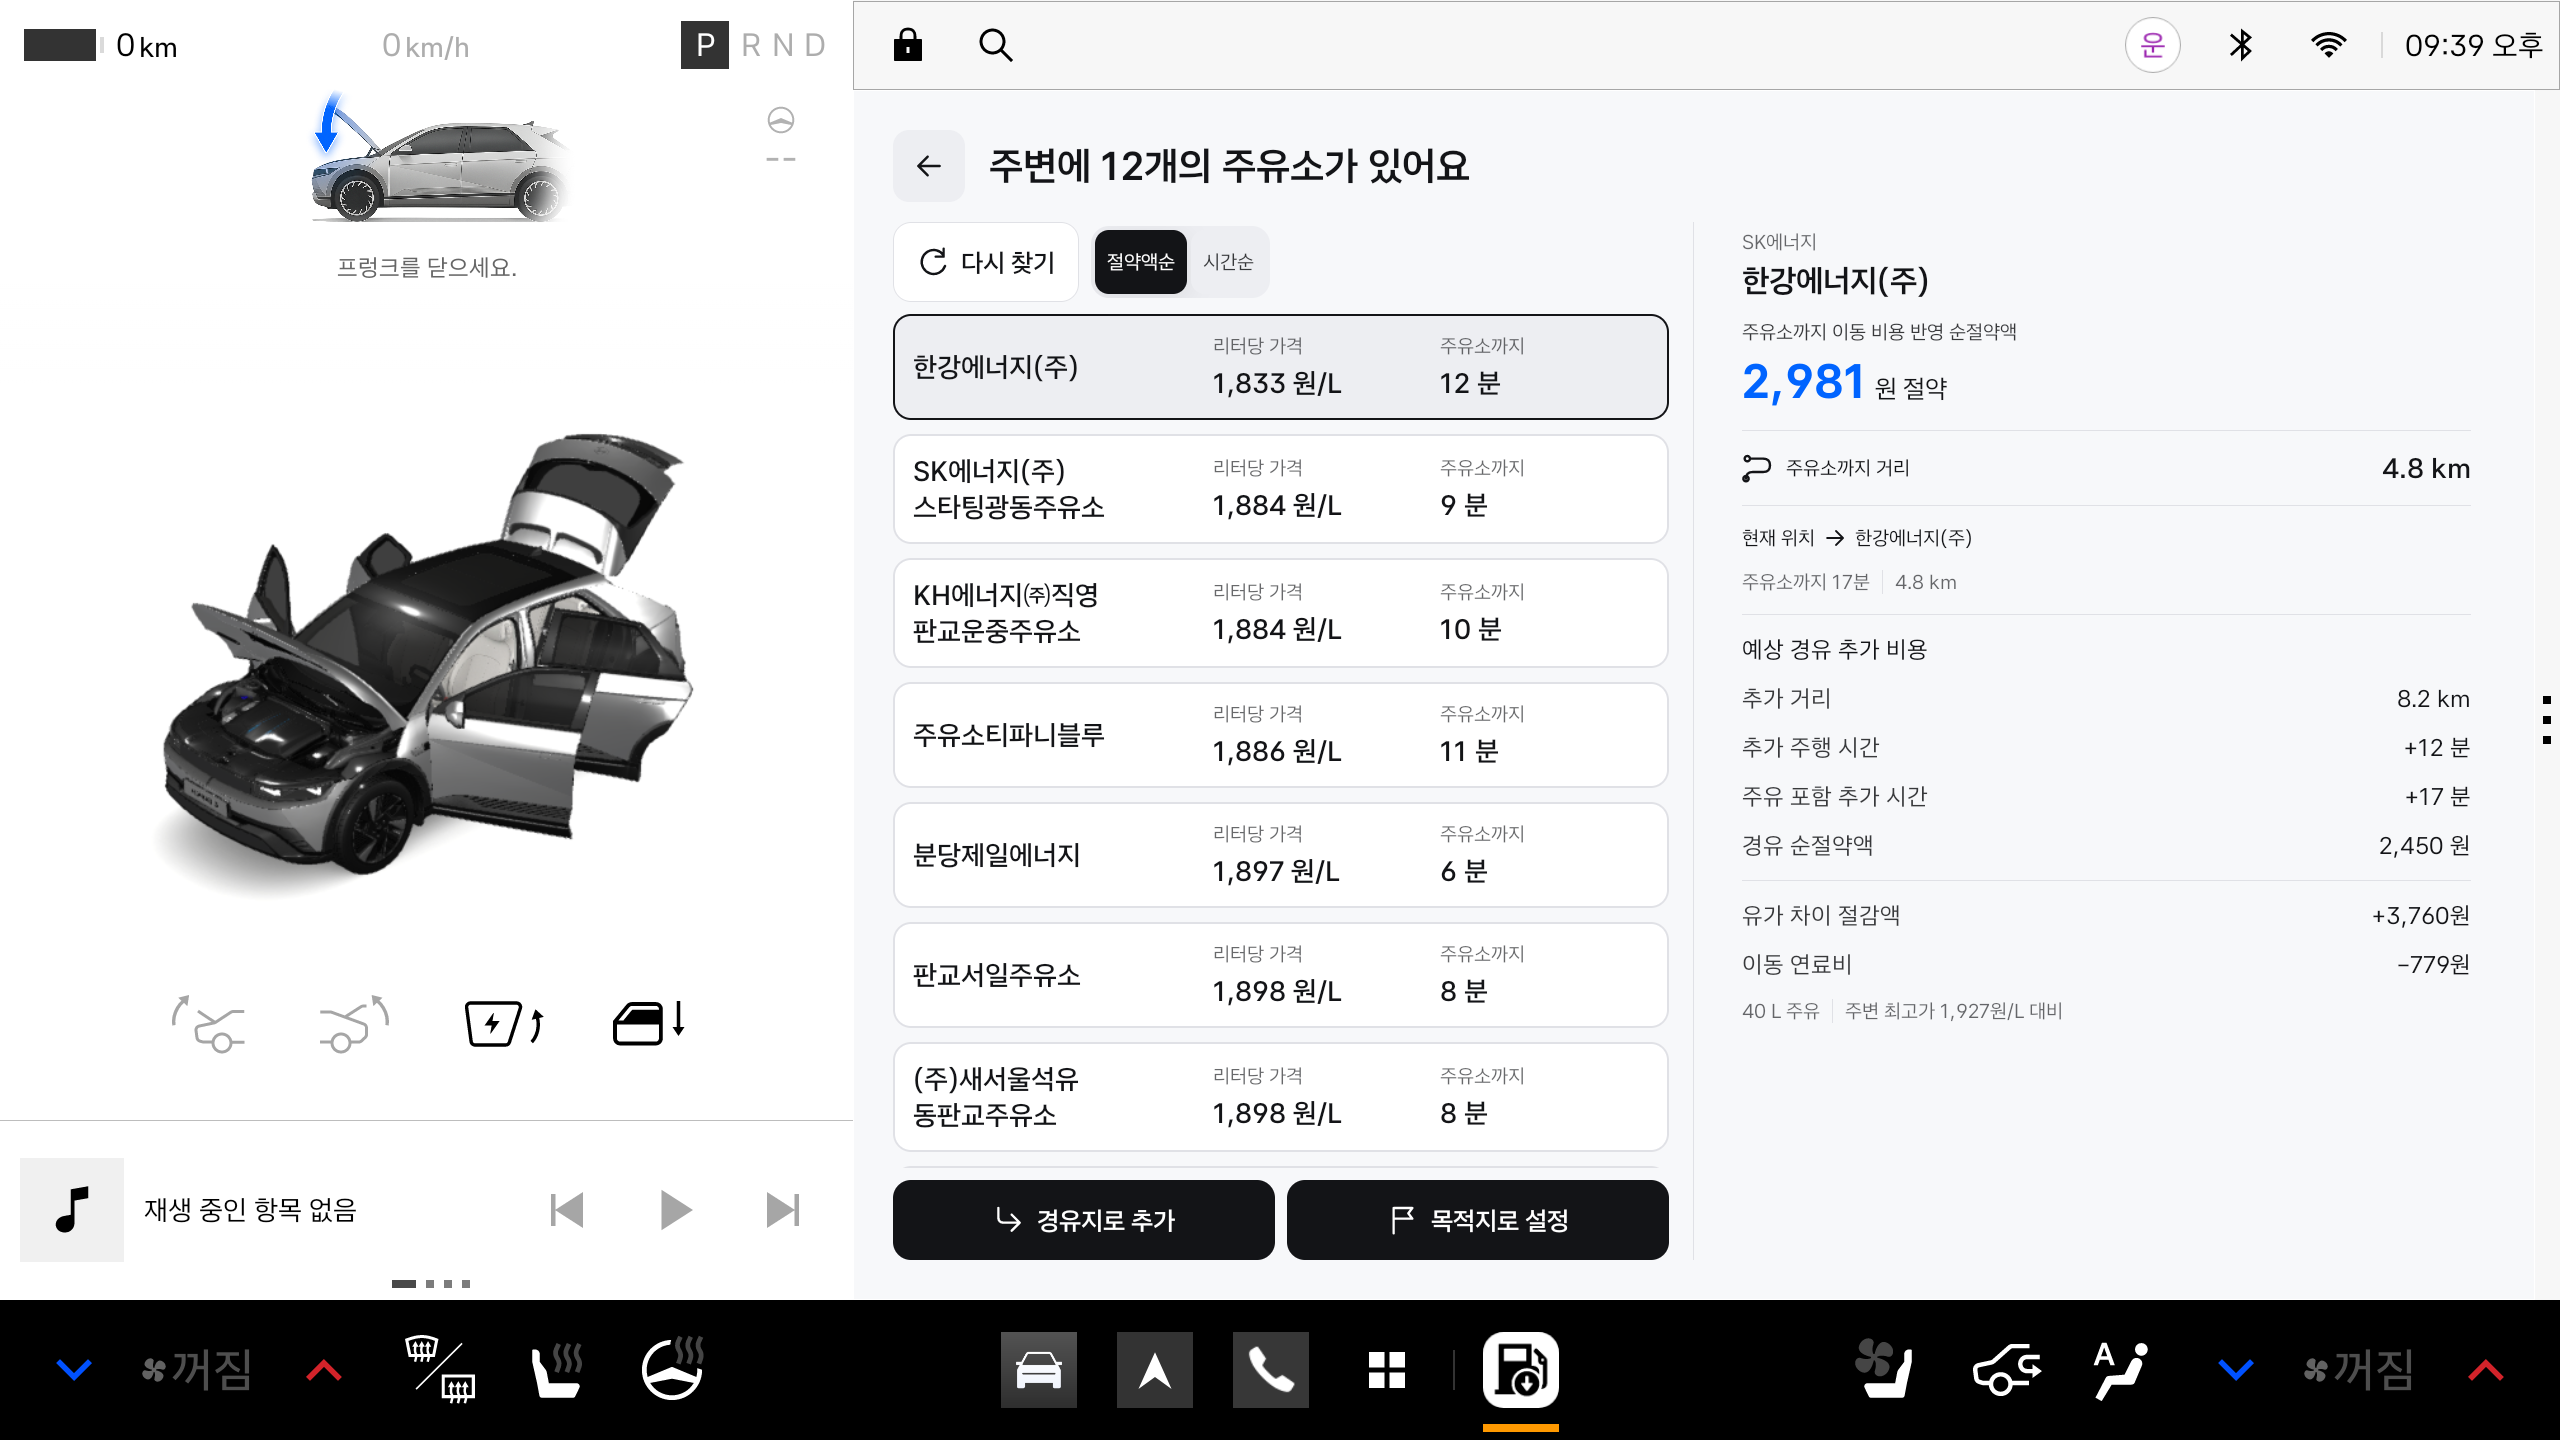 0 km
0 km/h
P R N D
프렁크를 닫으세요.
재생 중인 항목 없음
운
09:39 오후
주변에 12개의 주유소가 있어요
다시 찾기
절약액순
시간순
한강에너지(주)
리터당 가격
1,833 원/L
주유소까지
12 분
SK에너지(주)
스타팅광동주유소
리터당 가격
1,884 원/L
주유소까지
9 분
KH에너지㈜직영
판교운중주유소
리터당 가격
1,884 원/L
주유소까지
10 분
주유소티파니블루
리터당 가격
1,886 원/L
주유소까지
11 분
분당제일에너지
리터당 가격
1,897 원/L
주유소까지
6 분
판교서일주유소
리터당 가격
1,898 원/L
주유소까지
8 분
(주)새서울석유
동판교주유소
리터당 가격
1,898 원/L
주유소까지
8 분
경유지로 추가
목적지로 설정
SK에너지
한강에너지(주)
주유소까지 이동 비용 반영 순절약액
2,981 원 절약
주유소까지 거리
4.8 km
현재 위치 → 한강에너지(주)
주유소까지 17분 | 4.8 km
예상 경유 추가 비용
추가 거리
8.2 km
추가 주행 시간
+12 분
주유 포함 추가 시간
+17 분
경유 순절약액
2,450 원
유가 차이 절감액
+3,760원
이동 연료비
-779원
40 L 주유 | 주변 최고가 1,927원/L 대비
꺼짐
A
꺼짐